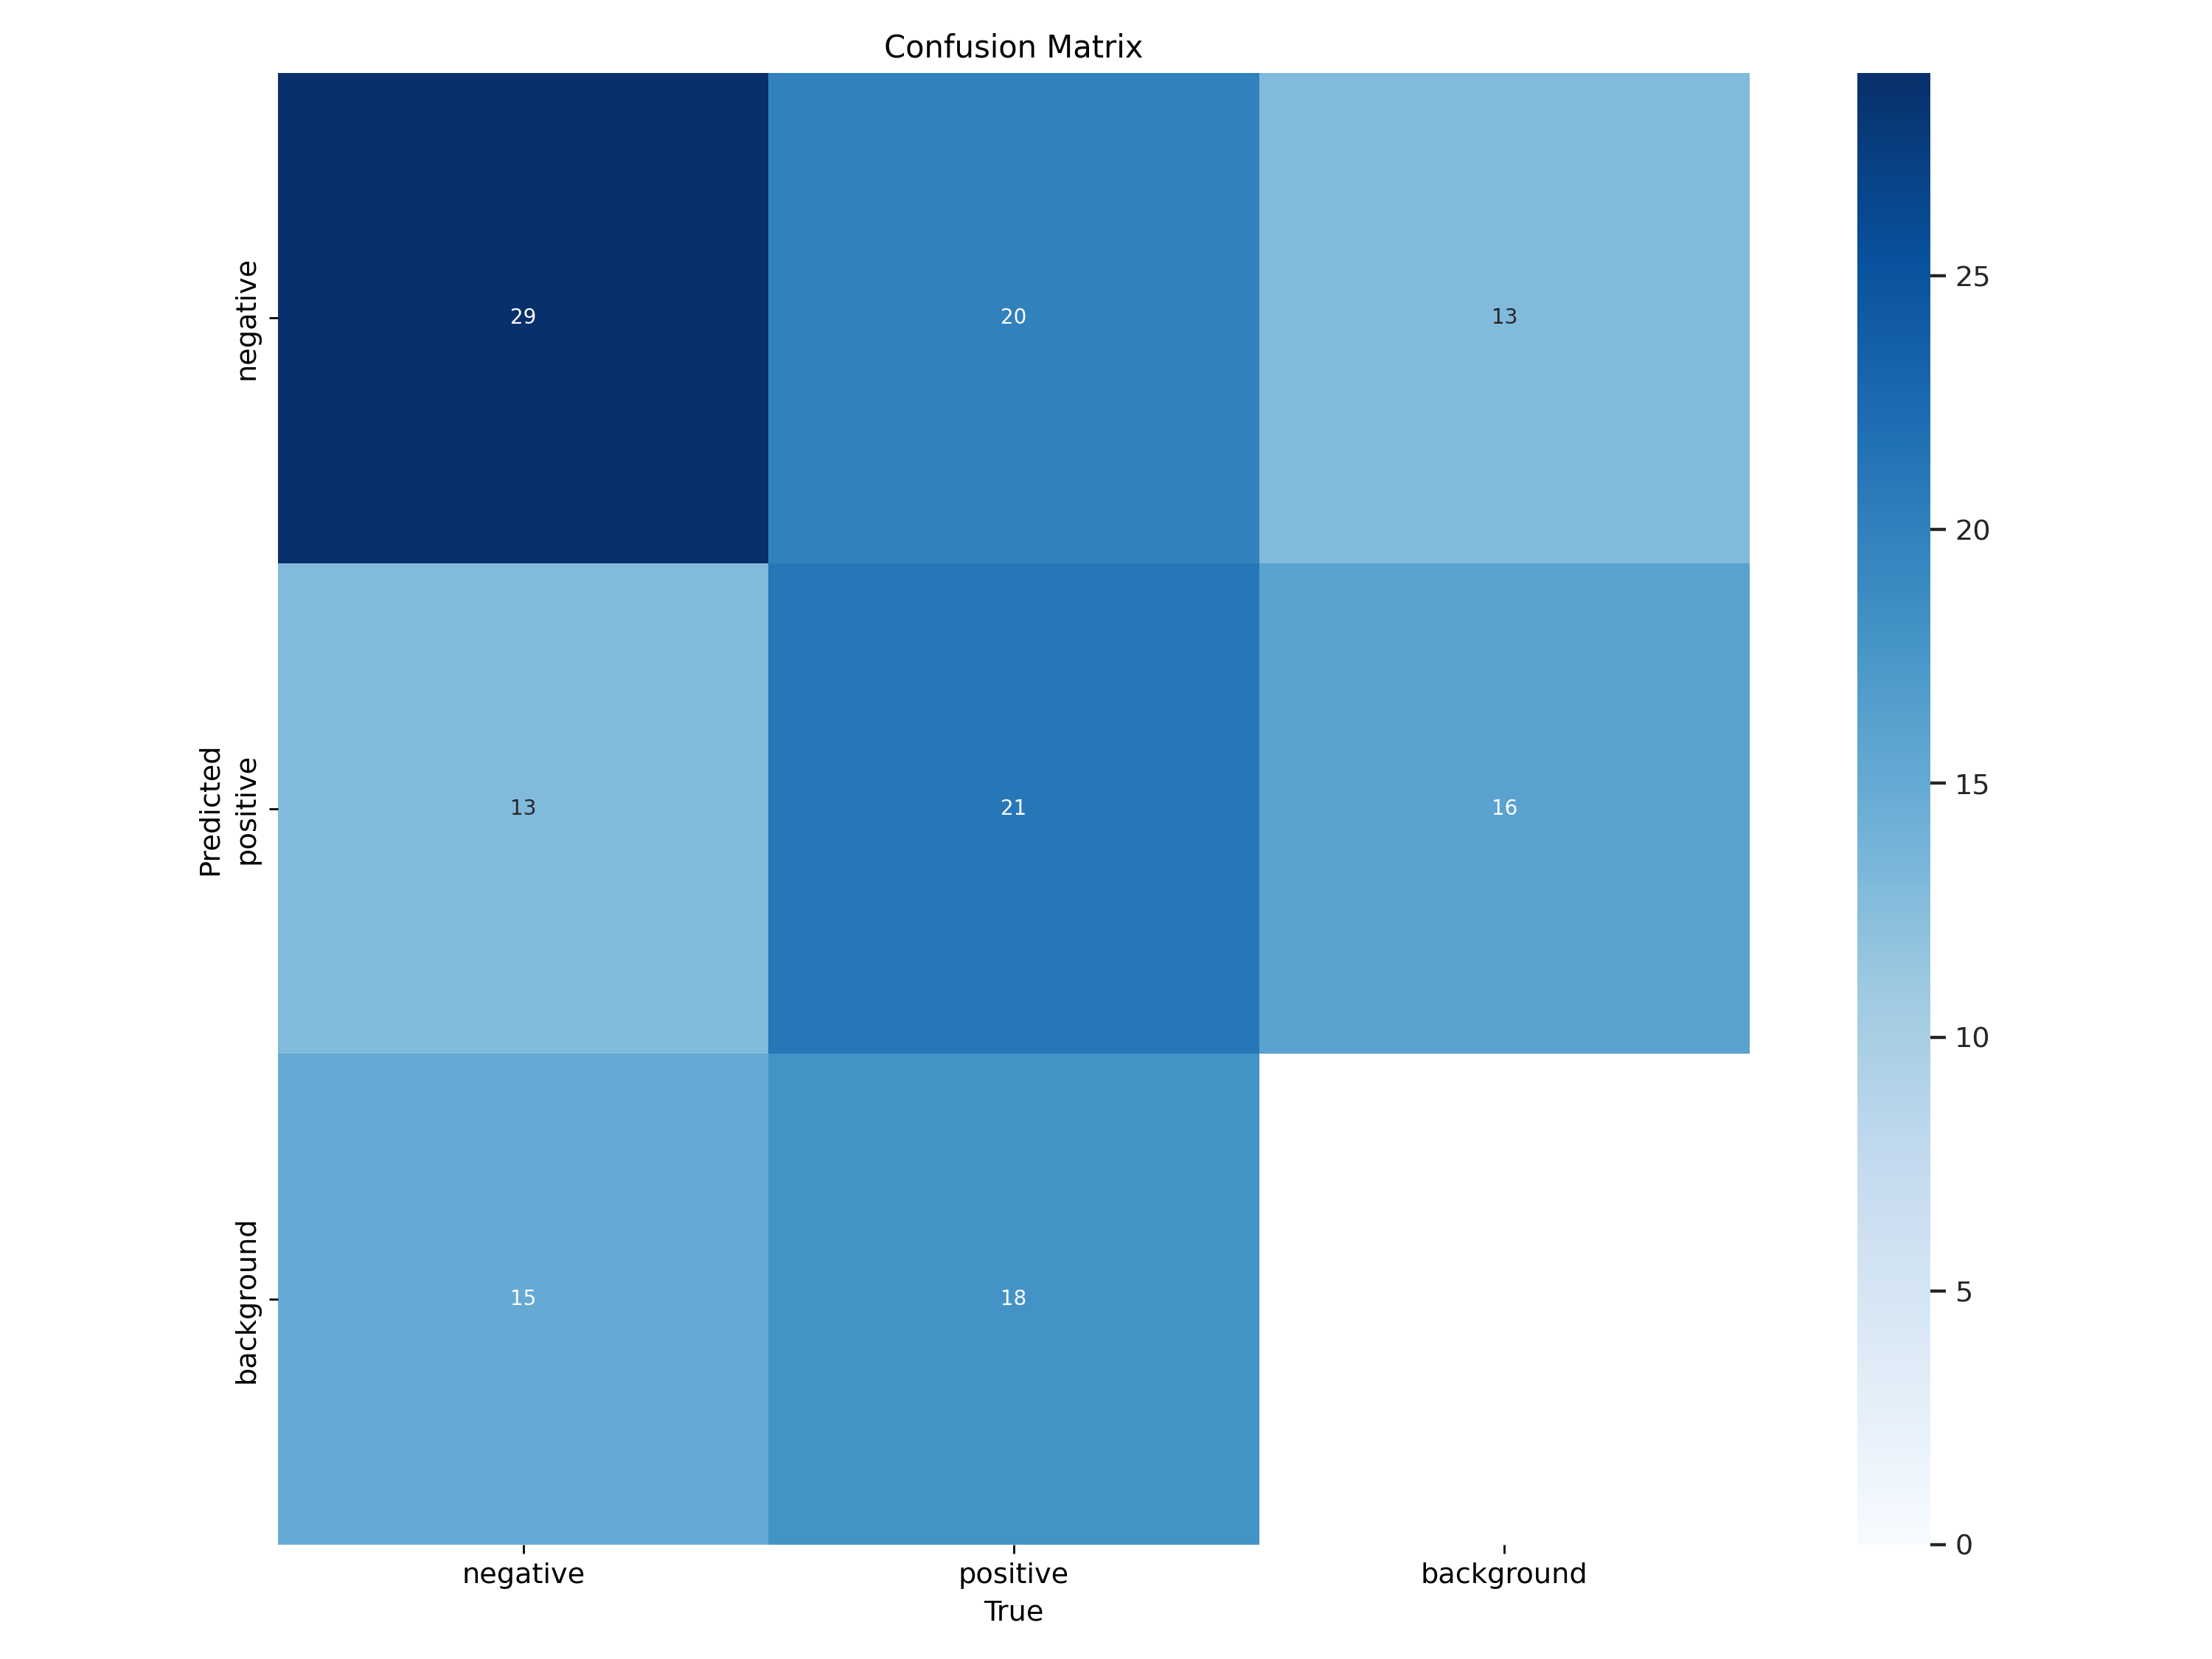 Confusion Matrix
negative
29
20
13
25
20
Predicted
positive
13
21
16
15
10
background
15
18
5
0
negative
positive
background
True